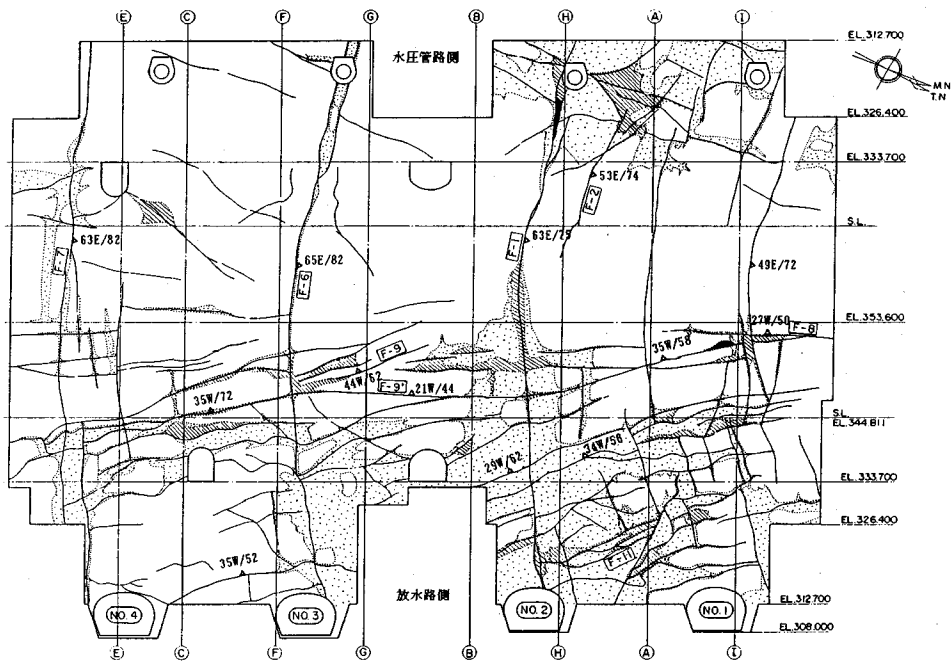 E C F G B H A i
水圧管路側
EL.312.700
M.N
T.N
EL.326.400
EL.333.700
53E/74
F-2
S.L.
63E/82
F-7
65E/82
F-6
F-1
63E/75
49E/72
EL.353.600
27W/50
F-8
F-9
35W/58
44W/62
F-9'
21W/44
35W/72
S.L.
EL.344.811
34W/56
29W/62
EL.333.700
EL.326.400
F-11
35W/52
放水路側
EL.312.700
NO.4
NO.3
NO.2
NO.1
EL.308.000
E C F G B H A i